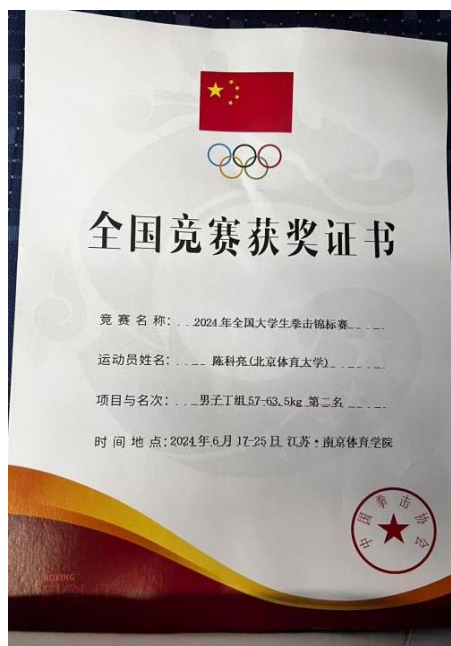 全国竞赛获奖证书
竞赛名称：2024年全国大学生拳击锦标赛
运动员姓名：陈科亮(北京体育大学)
项目与名次：男子丁组57-63.5kg 第二名
时间地点：2024年6月17-25日 江苏·南京体育学院
中国拳击协会
BOXING